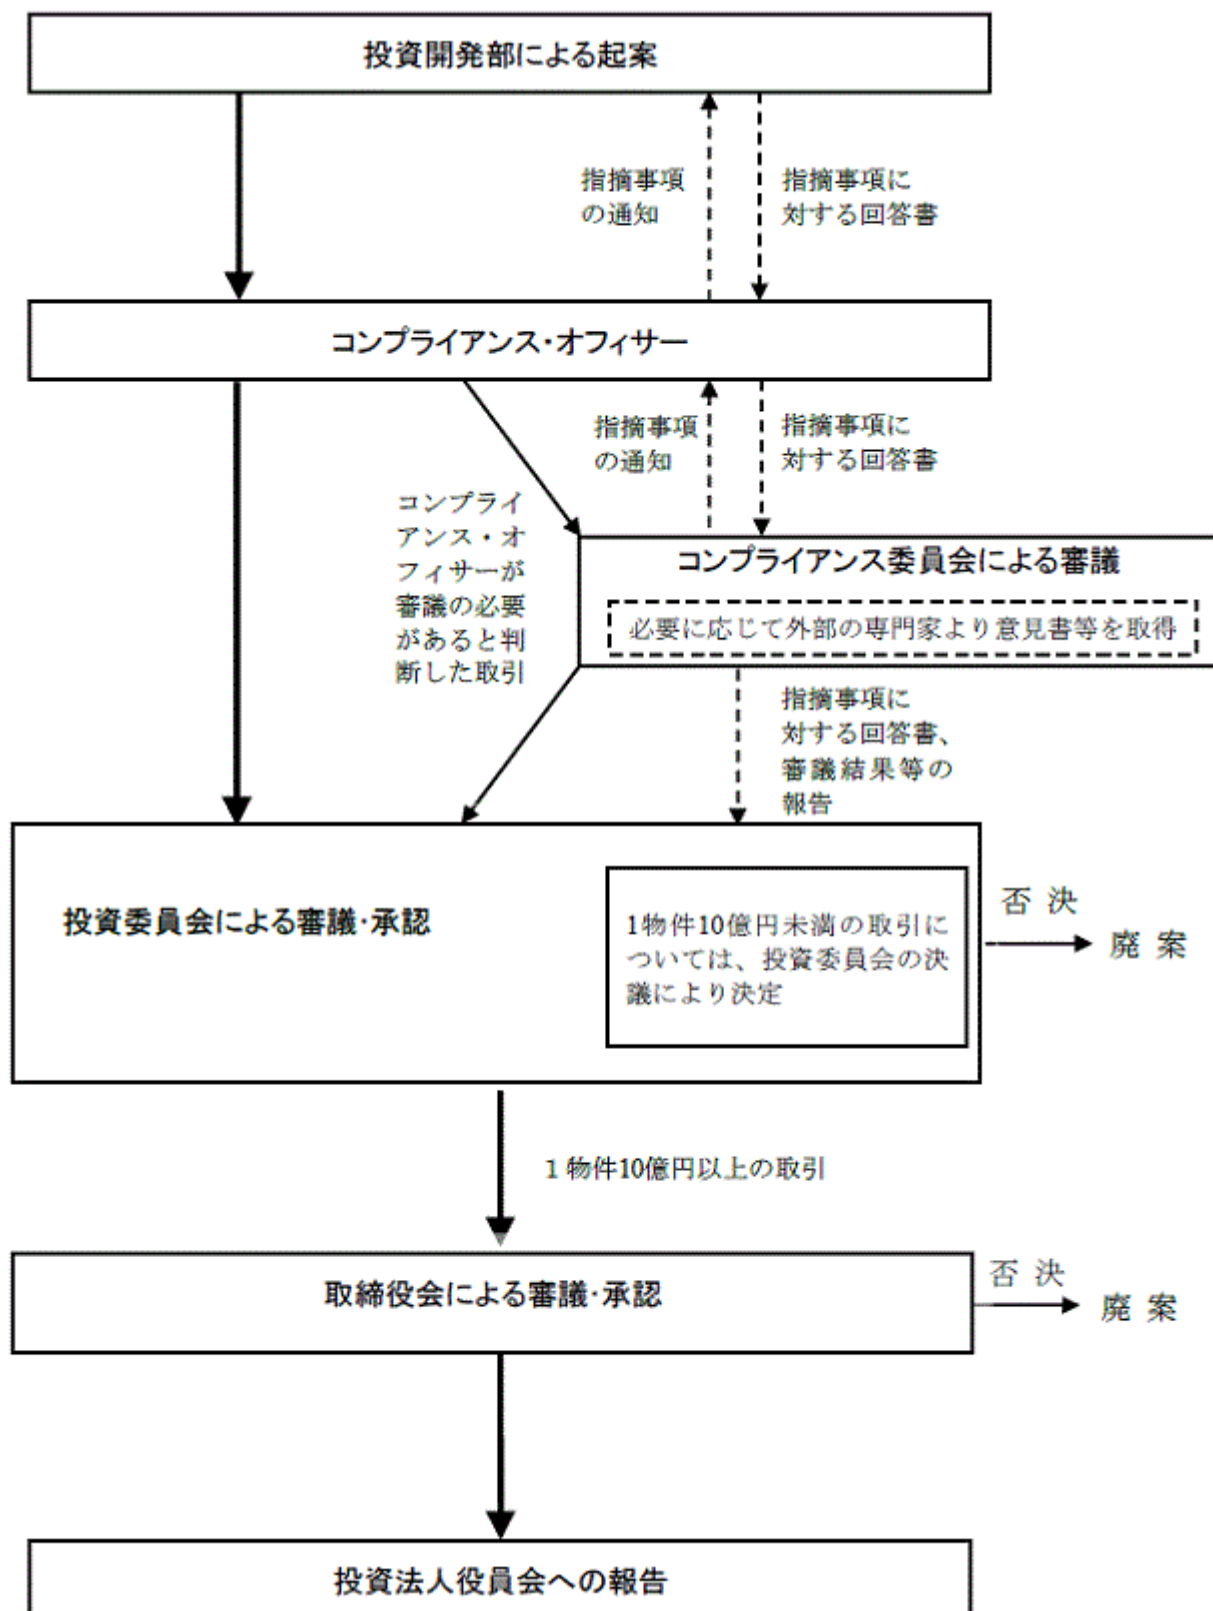 投資開発部による起案
指摘事項
の通知
指摘事項に
対する回答書
コンプライアンス・オフィサー
指摘事項
の通知
指摘事項に
対する回答書
コンプライ
アンス・オ
フィサーが
審議の必要
があると判
断した取引
コンプライアンス委員会による審議
必要に応じて外部の専門家より意見書等を取得
指摘事項に
対する回答書、
審議結果等の
報告
投資委員会による審議・承認
1物件10億円未満の取引に
ついては、投資委員会の決
議により決定
否決
廃案
１物件10億円以上の取引
取締役会による審議・承認
否決
廃案
投資法人役員会への報告